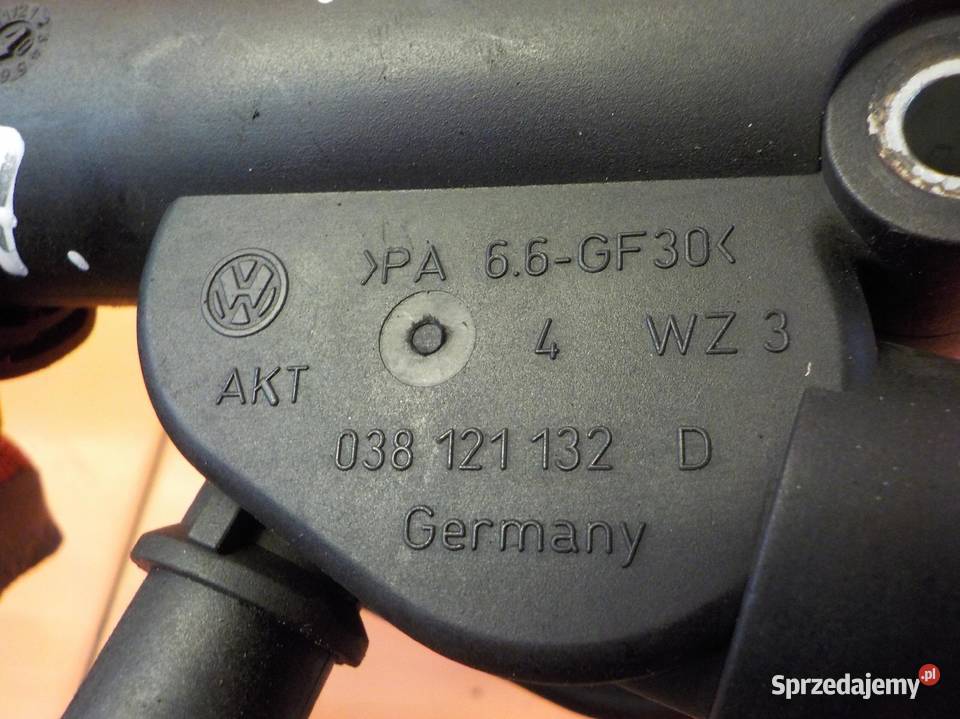 >PA 6.6-GF30<
4 WZ 3
AKT
038 121 132 D
Germany
Sprzedajemy.pl